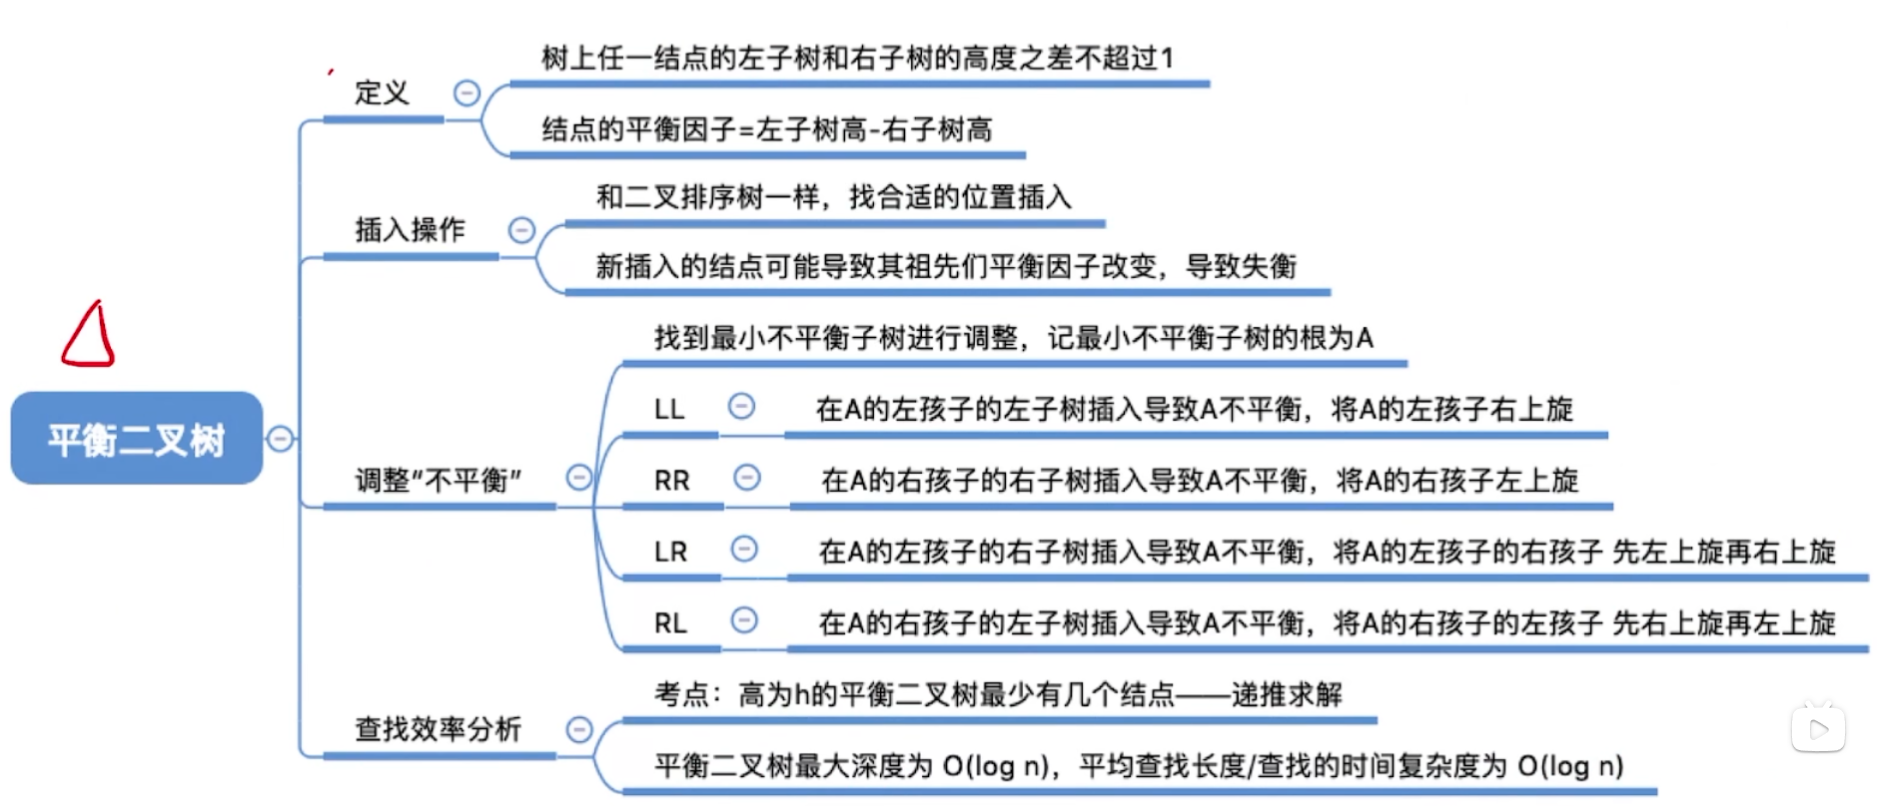 树上任一结点的左子树和右子树的高度之差不超过1
定义
结点的平衡因子=左子树高-右子树高
和二叉排序树一样，找合适的位置插入
插入操作
新插入的结点可能导致其祖先们平衡因子改变，导致失衡
找到最小不平衡子树进行调整，记最小不平衡子树的根为A
LL 在A的左孩子的左子树插入导致A不平衡，将A的左孩子右上旋
平衡二叉树
调整“不平衡”
RR 在A的右孩子的右子树插入导致A不平衡，将A的右孩子左上旋
LR 在A的左孩子的右子树插入导致A不平衡，将A的左孩子的右孩子 先左上旋再右上旋
RL 在A的右孩子的左子树插入导致A不平衡，将A的右孩子的左孩子 先右上旋再左上旋
考点：高为h的平衡二叉树最少有几个结点——递推求解
查找效率分析
平衡二叉树最大深度为 O(log n)，平均查找长度/查找的时间复杂度为 O(log n)